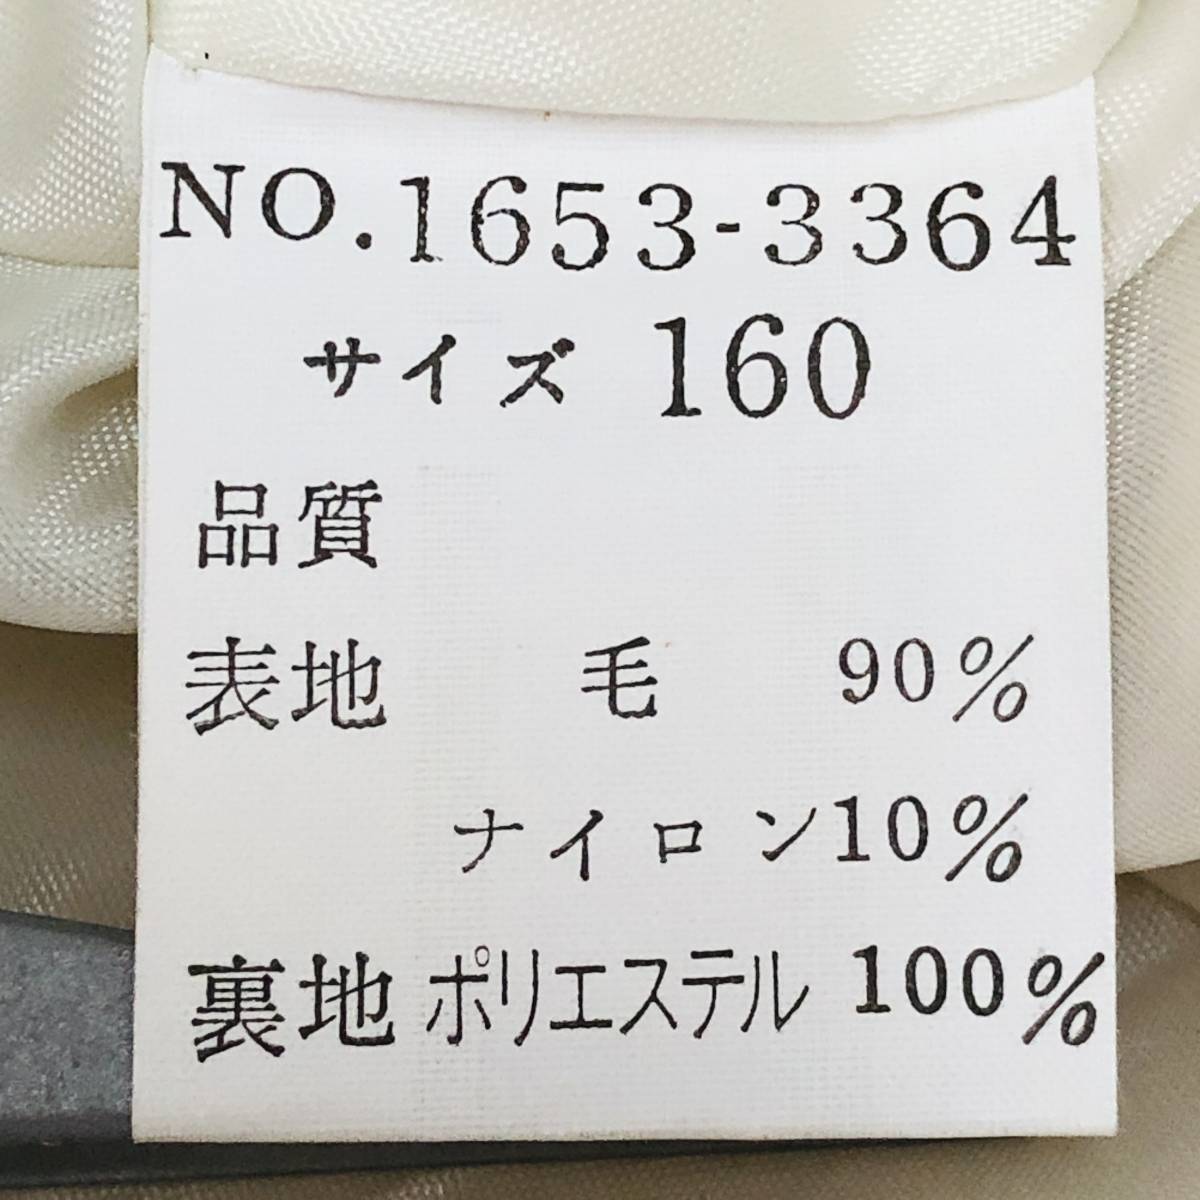 NO.1653-3364
サイズ 160
品質
表地 毛 90%
ナイロン10%
裏地ポリエステル 100%